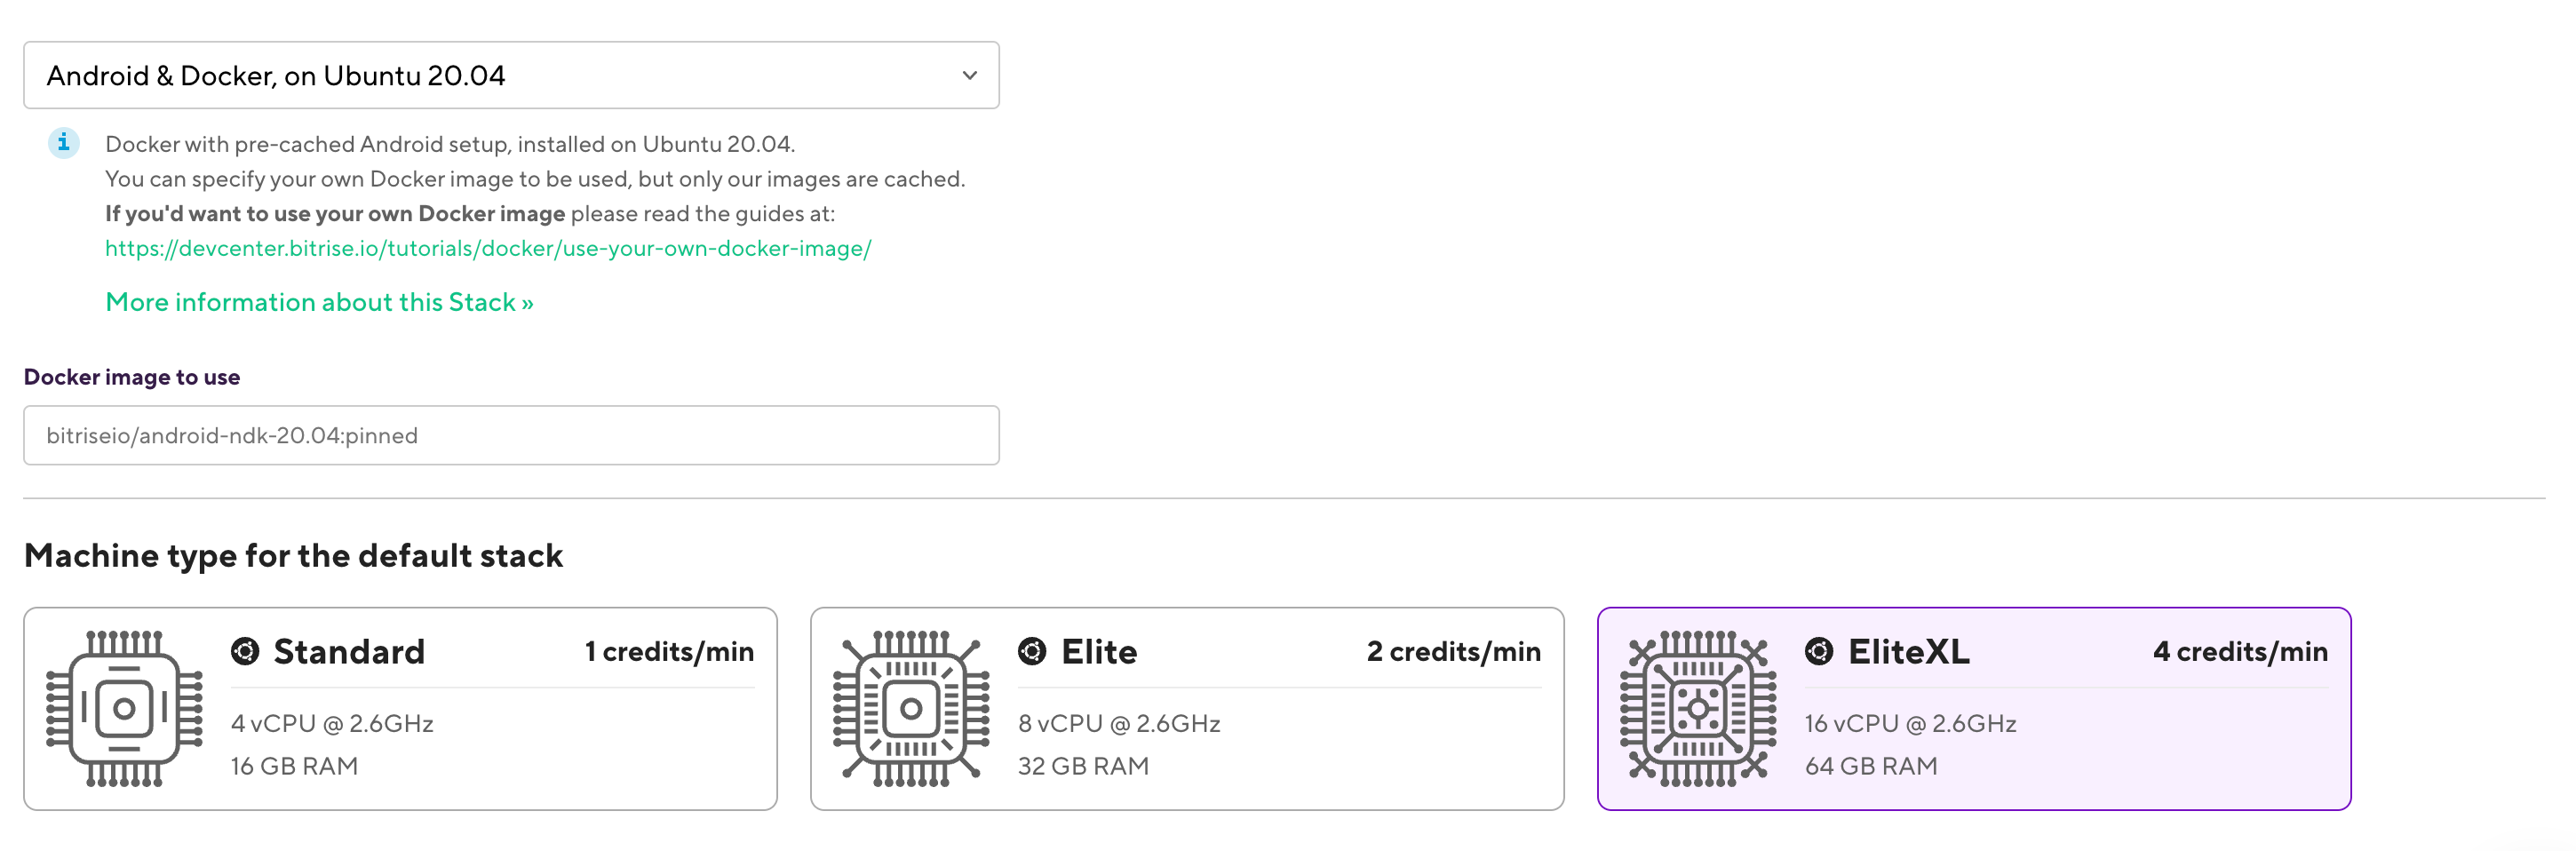 Android & Docker, on Ubuntu 20.04
Docker with pre-cached Android setup, installed on Ubuntu 20.04.
You can specify your own Docker image to be used, but only our images are cached.
If you'd want to use your own Docker image please read the guides at:
https://devcenter.bitrise.io/tutorials/docker/use-your-own-docker-image/
More information about this Stack »
Docker image to use
bitriseio/android-ndk-20.04:pinned
Machine type for the default stack
Standard 1 credits/min
4 vCPU @ 2.6GHz
16 GB RAM
Elite 2 credits/min
8 vCPU @ 2.6GHz
32 GB RAM
EliteXL 4 credits/min
16 vCPU @ 2.6GHz
64 GB RAM